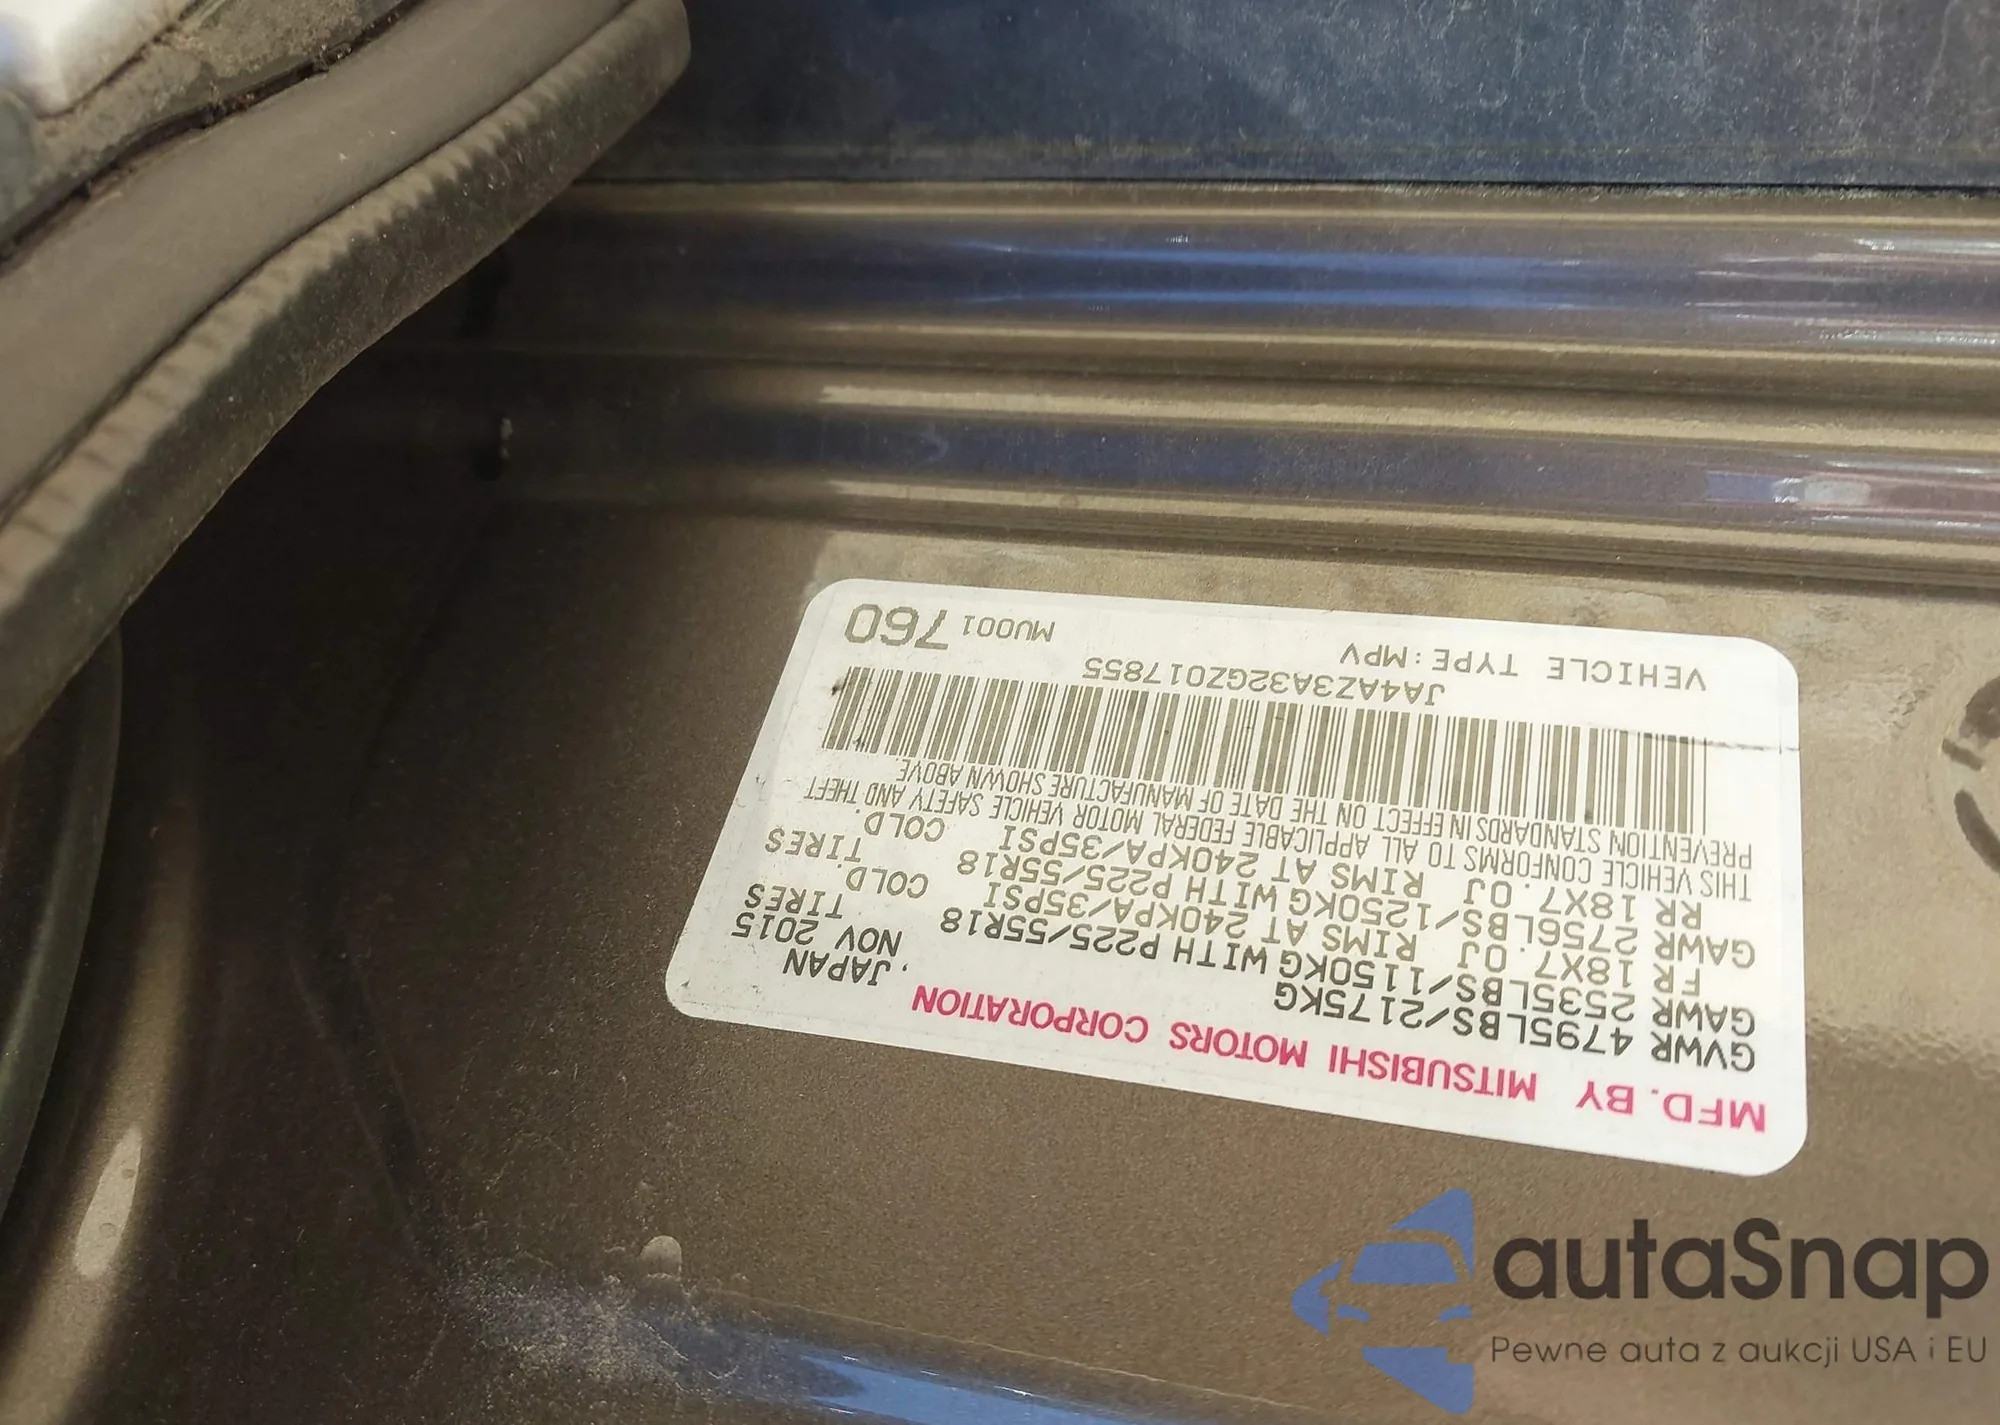 MFD. BY MITSUBISHI MOTORS CORPORATION JAPAN
GVWR 4795LBS/2175KG NOV 2015
GAWR 2535LBS/1150KG WITH P225/55R18 TIRES
FR 18X7.0J RIMS AT 240KPA/35PSI COLD.
GAWR 2756LBS/1250KG WITH P225/55R18 TIRES
RR 18X7.0J RIMS AT 240KPA/35PSI COLD.
THIS VEHICLE CONFORMS TO ALL APPLICABLE FEDERAL MOTOR VEHICLE SAFETY AND THEFT
PREVENTION STANDARDS IN EFFECT ON THE DATE OF MANUFACTURE SHOWN ABOVE.
JA4AZ3A32GZ017855
VEHICLE TYPE:MPV MU001 760
autaSnap
Pewne auta z aukcji USA i EU